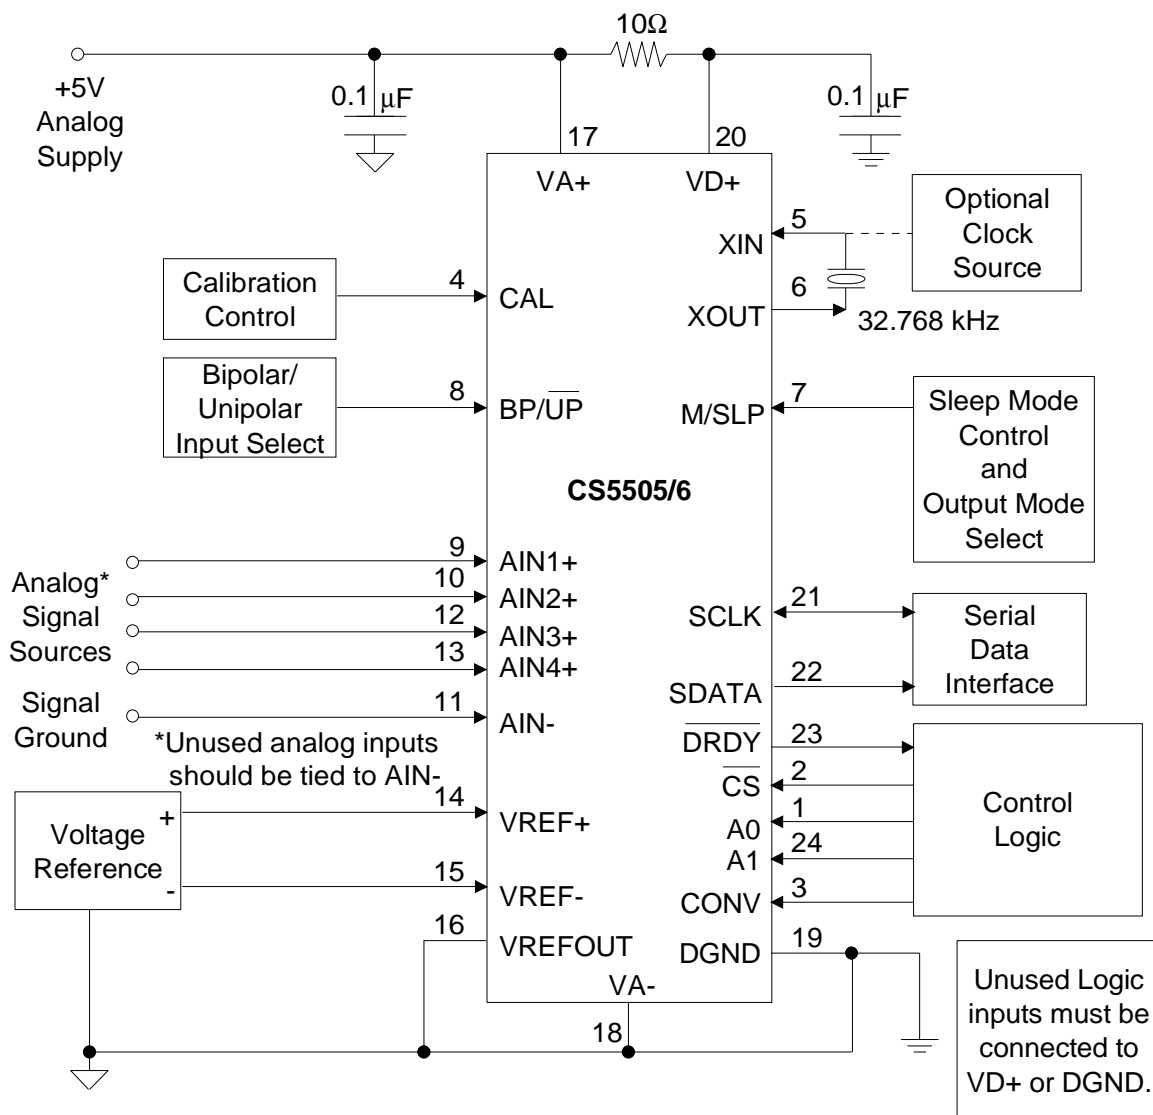 10Ω
+5V
Analog
Supply
0.1 μF
0.1 μF
17
20
VA+
VD+
XIN
5
Optional
Clock
Source
Calibration
Control
4
CAL
6
XOUT
32.768 kHz
Bipolar/
Unipolar
Input Select
8
BP/UP
M/SLP
7
Sleep Mode
Control
and
Output Mode
Select
CS5505/6
Analog*
Signal
Sources
9
AIN1+
10
AIN2+
12
AIN3+
13
AIN4+
Signal
Ground
11
AIN-
SCLK
21
SDATA
22
Serial
Data
Interface
*Unused analog inputs
should be tied to AIN-
DRDY
23
CS
2
A0
1
A1
24
CONV
3
Control
Logic
Voltage
Reference
+
-
14
VREF+
15
VREF-
16
VREFOUT
DGND
19
VA-
18
Unused Logic
inputs must be
connected to
VD+ or DGND.